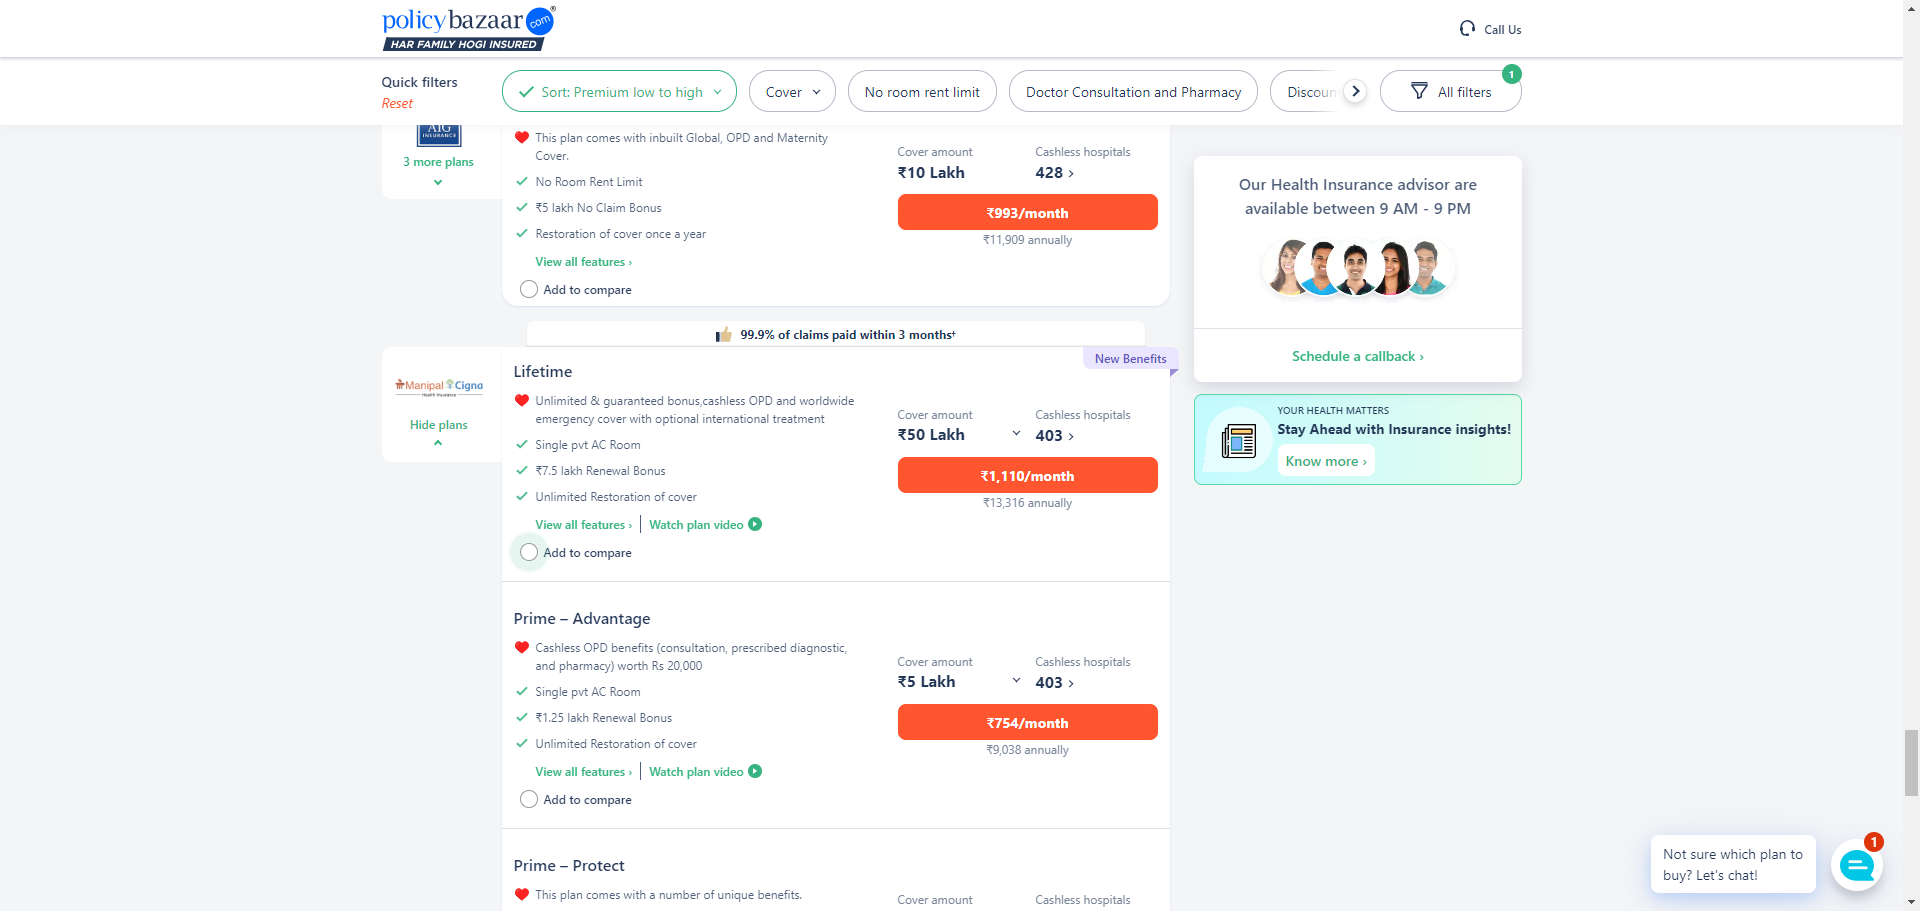 policybazaar.com
HAR FAMILY HOGI INSURED
Call Us
Quick filters
Reset
Sort: Premium low to high
Cover
No room rent limit
Doctor Consultation and Pharmacy
Discoun
All filters
1
AIG
INSURANCE
3 more plans
This plan comes with inbuilt Global, OPD and Maternity
Cover.
No Room Rent Limit
₹5 lakh No Claim Bonus
Restoration of cover once a year
View all features ›
Add to compare
Cover amount
₹10 Lakh
Cashless hospitals
428 ›
₹993/month
₹11,909 annually
99.9% of claims paid within 3 months†
New Benefits
ManipalCigna
Health Insurance
Hide plans
Lifetime
Unlimited & guaranteed bonus,cashless OPD and worldwide
emergency cover with optional international treatment
Single pvt AC Room
₹7.5 lakh Renewal Bonus
Unlimited Restoration of cover
View all features ›
Watch plan video
Add to compare
Cover amount
₹50 Lakh
Cashless hospitals
403 ›
₹1,110/month
₹13,316 annually
Prime – Advantage
Cashless OPD benefits (consultation, prescribed diagnostic,
and pharmacy) worth Rs 20,000
Single pvt AC Room
₹1.25 lakh Renewal Bonus
Unlimited Restoration of cover
View all features ›
Watch plan video
Add to compare
Cover amount
₹5 Lakh
Cashless hospitals
403 ›
₹754/month
₹9,038 annually
Prime – Protect
This plan comes with a number of unique benefits.
Cover amount
Cashless hospitals
Our Health Insurance advisor are
available between 9 AM - 9 PM
Schedule a callback ›
YOUR HEALTH MATTERS
Stay Ahead with Insurance insights!
Know more ›
Not sure which plan to
buy? Let's chat!
1